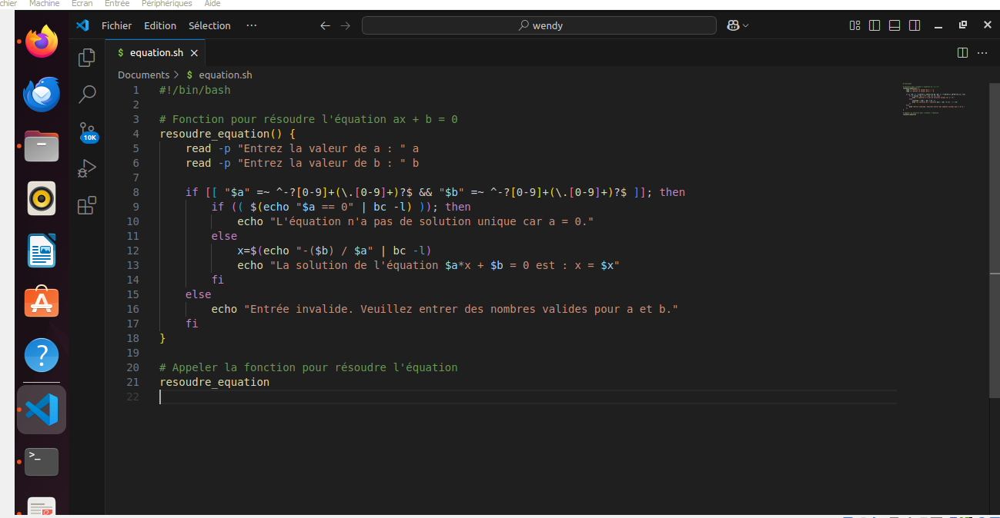 chier Machine Écran Entrée Périphériques Aide
Fichier Edition Sélection ··· wendy
$ equation.sh
Documents > $ equation.sh
1 #!/bin/bash
2
3 # Fonction pour résoudre l'équation ax + b = 0
4 resoudre_equation() {
5 read -p "Entrez la valeur de a : " a
6 read -p "Entrez la valeur de b : " b
7
8 if [[ "$a" =~ ^-?[0-9]+(\.[0-9]+)?$ && "$b" =~ ^-?[0-9]+(\.[0-9]+)?$ ]]; then
9 if (( $(echo "$a == 0" | bc -l) )); then
10 echo "L'équation n'a pas de solution unique car a = 0."
11 else
12 x=$(echo "-($b) / $a" | bc -l)
13 echo "La solution de l'équation $a*x + $b = 0 est : x = $x"
14 fi
15 else
16 echo "Entrée invalide. Veuillez entrer des nombres valides pour a et b."
17 fi
18 }
19
20 # Appeler la fonction pour résoudre l'équation
21 resoudre_equation
22
10K